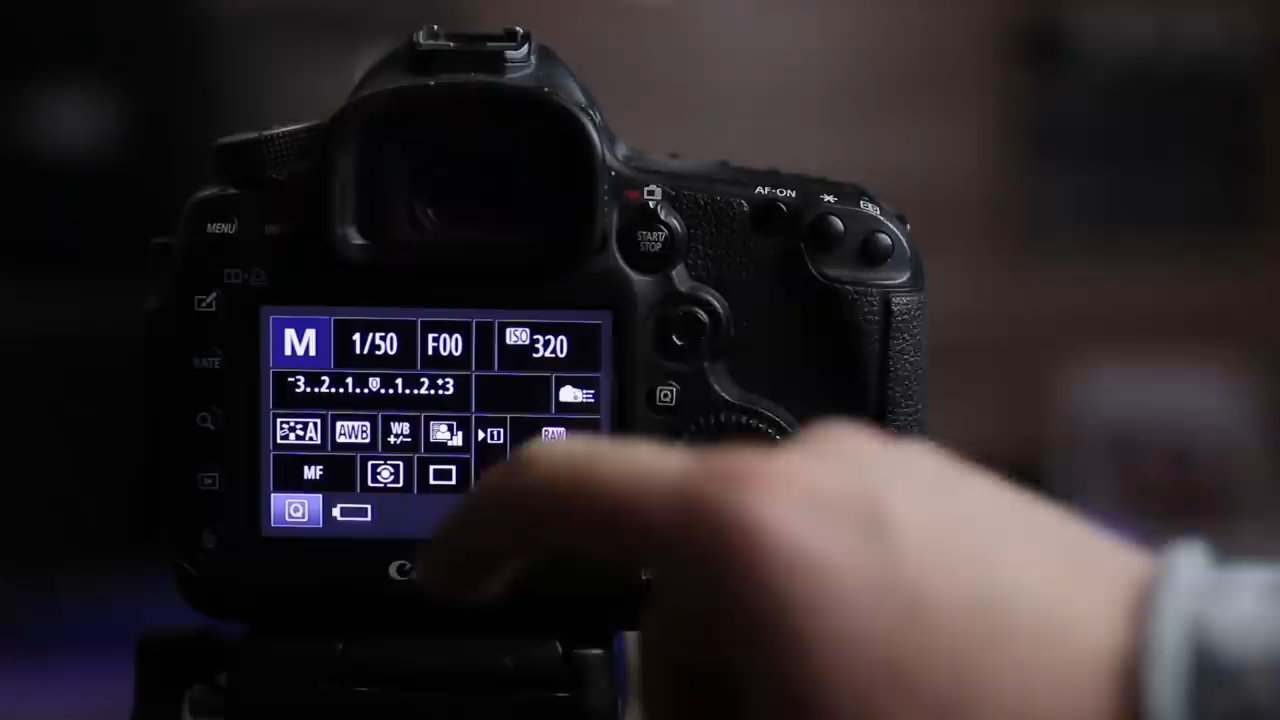 AF-ON
MENU
START/
STOP
M 1/50 F00 ISO 320
-3..2..1..0..1..2.+3
A AWB WB +/- 1 RAW
MF
Q
Q
RATE
C